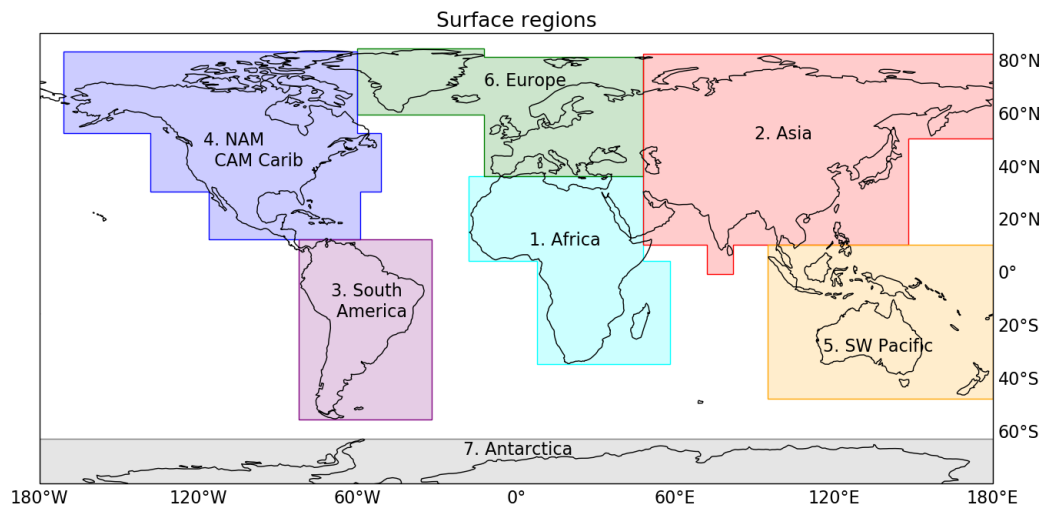 Surface regions
80°N
6. Europe
60°N
2. Asia
4. NAM
CAM Carib
40°N
20°N
1. Africa
0°
3. South
America
20°S
5. SW Pacific
40°S
60°S
7. Antarctica
180°W
120°W
60°W
0°
60°E
120°E
180°E